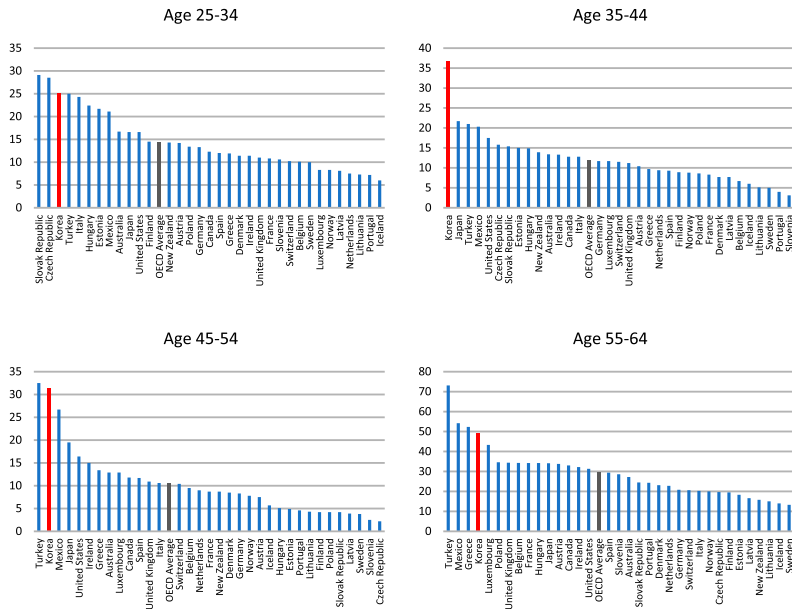 Age 25-34
35
30
25
20
15
10
5
0
Slovak Republic
Czech Republic
Korea
Turkey
Italy
Hungary
Estonia
Mexico
Australia
Japan
United States
Finland
OECD Average
New Zealand
Austria
Poland
Germany
Canada
Spain
Greece
Denmark
Ireland
United Kingdom
France
Slovenia
Switzerland
Belgium
Sweden
Luxembourg
Norway
Latvia
Netherlands
Lithuania
Portugal
Iceland
Age 35-44
40
35
30
25
20
15
10
5
0
Korea
Japan
Turkey
Mexico
United States
Czech Republic
Slovak Republic
Estonia
Hungary
New Zealand
Australia
Ireland
Canada
Italy
OECD Average
Germany
Luxembourg
Switzerland
United Kingdom
Austria
Greece
Netherlands
Spain
Finland
Norway
Poland
France
Denmark
Latvia
Belgium
Iceland
Lithuania
Sweden
Portugal
Slovenia
Age 45-54
35
30
25
20
15
10
5
0
Turkey
Korea
Mexico
Japan
United States
Ireland
Greece
Australia
Luxembourg
Canada
Spain
United Kingdom
Italy
OECD Average
Switzerland
Belgium
Netherlands
France
New Zealand
Denmark
Germany
Norway
Austria
Iceland
Hungary
Estonia
Portugal
Lithuania
Finland
Poland
Slovak Republic
Latvia
Sweden
Slovenia
Czech Republic
Age 55-64
80
70
60
50
40
30
20
10
0
Turkey
Mexico
Greece
Korea
Luxembourg
Poland
United Kingdom
Belgium
France
Hungary
Japan
Austria
Canada
Ireland
United States
OECD Average
Spain
Slovenia
Australia
Slovak Republic
Portugal
Denmark
Netherlands
Germany
Switzerland
Italy
Norway
Czech Republic
Finland
Estonia
Latvia
New Zealand
Lithuania
Iceland
Sweden